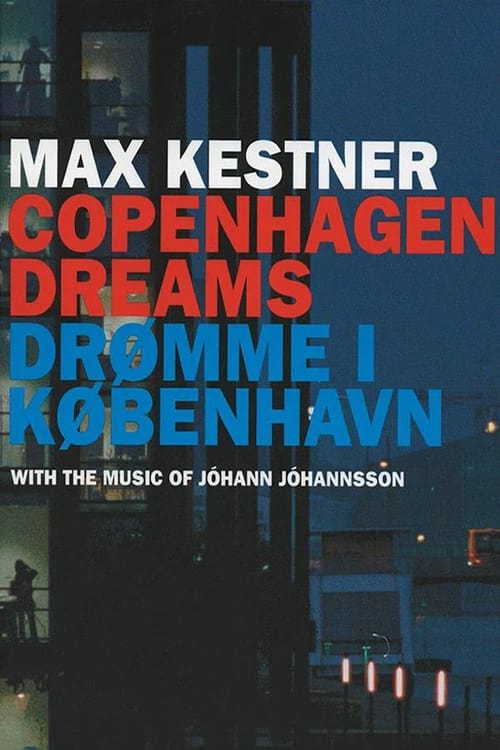 MAX KESTNER
COPENHAGEN
DREAMS
DRØMME I
KØBENHAVN
WITH THE MUSIC OF JÓHANN JÓHANNSSON